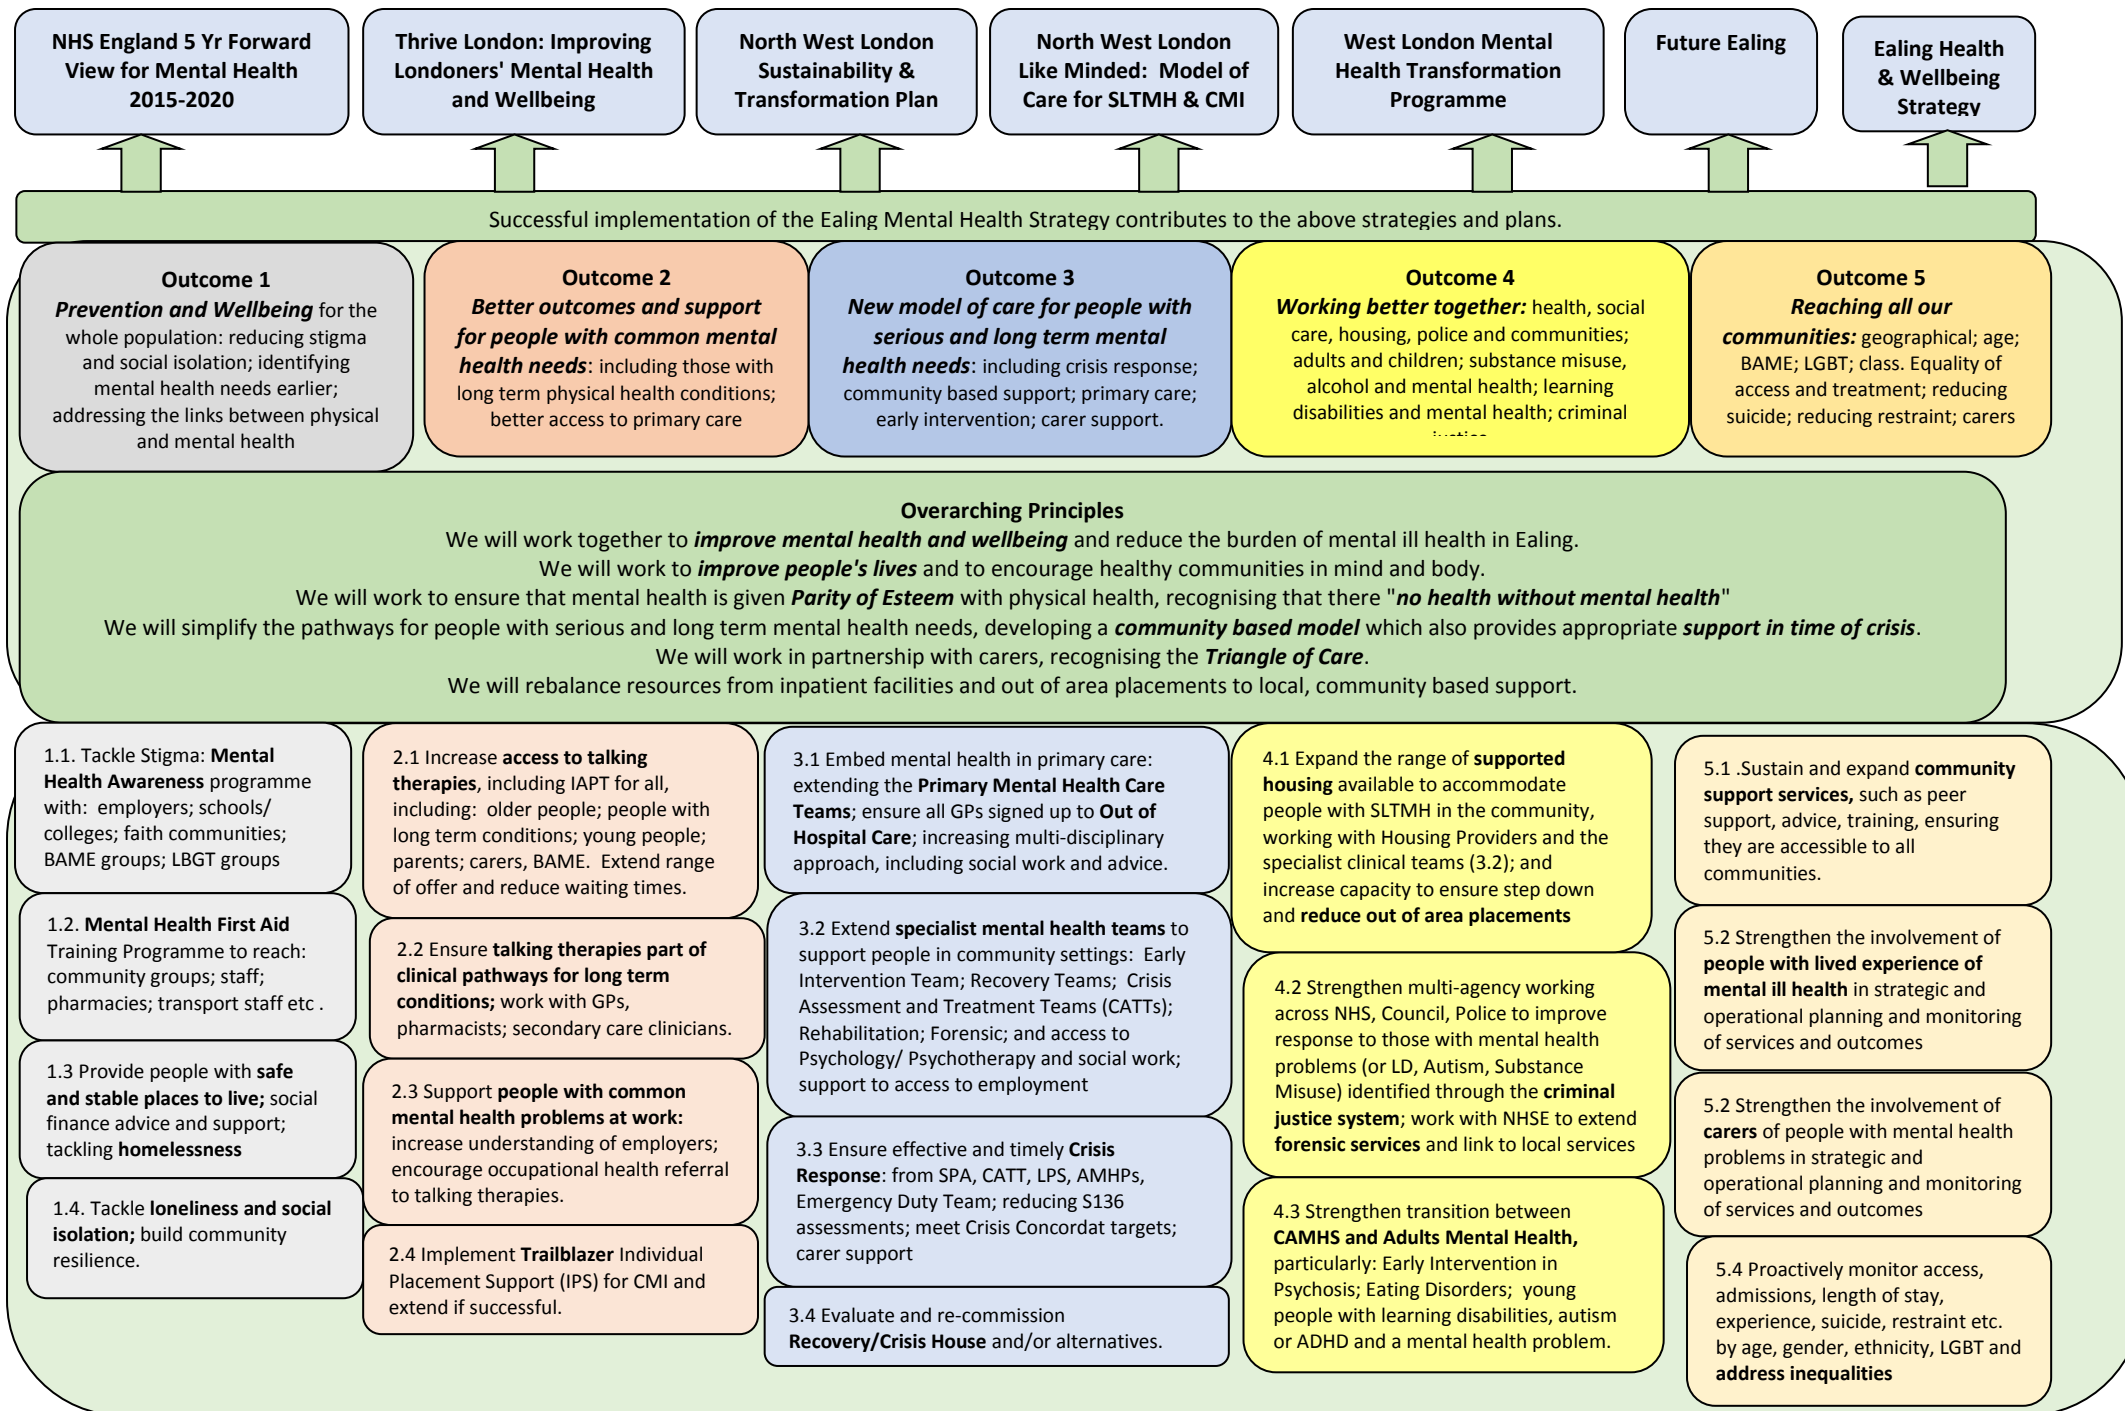 NHS England 5 Yr Forward
View for Mental Health
2015-2020
Thrive London: Improving
Londoners' Mental Health
and Wellbeing
North West London
Sustainability &
Transformation Plan
North West London
Like Minded:  Model of
Care for SLTMH & CMI
West London Mental
Health Transformation
Programme
Future Ealing
Ealing Health
& Wellbeing
Strategy
Successful implementation of the Ealing Mental Health Strategy contributes to the above strategies and plans.
Outcome 1
Prevention and Wellbeing for the
whole population: reducing stigma
and social isolation; identifying
mental health needs earlier;
addressing the links between physical
and mental health
Outcome 2
Better outcomes and support
for people with common mental
health needs: including those with
long term physical health conditions;
better access to primary care
Outcome 3
New model of care for people with
serious and long term mental
health needs: including crisis response;
community based support; primary care;
early intervention; carer support.
Outcome 4
Working better together: health, social
care, housing, police and communities;
adults and children; substance misuse,
alcohol and mental health; learning
disabilities and mental health; criminal
justice
Outcome 5
Reaching all our
communities: geographical; age;
BAME; LGBT; class. Equality of
access and treatment; reducing
suicide; reducing restraint; carers
Overarching Principles
We will work together to improve mental health and wellbeing and reduce the burden of mental ill health in Ealing.
We will work to improve people's lives and to encourage healthy communities in mind and body.
We will work to ensure that mental health is given Parity of Esteem with physical health, recognising that there "no health without mental health"
We will simplify the pathways for people with serious and long term mental health needs, developing a community based model which also provides appropriate support in time of crisis.
We will work in partnership with carers, recognising the Triangle of Care.
We will rebalance resources from inpatient facilities and out of area placements to local, community based support.
1.1. Tackle Stigma: Mental
Health Awareness programme
with:  employers; schools/
colleges; faith communities;
BAME groups; LBGT groups
1.2. Mental Health First Aid
Training Programme to reach:
community groups; staff;
pharmacies; transport staff etc .
1.3 Provide people with safe
and stable places to live; social
finance advice and support;
tackling homelessness
1.4. Tackle loneliness and social
isolation; build community
resilience.
2.1 Increase access to talking
therapies, including IAPT for all,
including:  older people; people with
long term conditions; young people;
parents; carers, BAME.  Extend range
of offer and reduce waiting times.
2.2 Ensure talking therapies part of
clinical pathways for long term
conditions; work with GPs,
pharmacists; secondary care clinicians.
2.3 Support people with common
mental health problems at work:
increase understanding of employers;
encourage occupational health referral
to talking therapies.
2.4 Implement Trailblazer Individual
Placement Support (IPS) for CMI and
extend if successful.
3.1 Embed mental health in primary care:
extending the Primary Mental Health Care
Teams; ensure all GPs signed up to Out of
Hospital Care; increasing multi-disciplinary
approach, including social work and advice.
3.2 Extend specialist mental health teams to
support people in community settings:  Early
Intervention Team; Recovery Teams;  Crisis
Assessment and Treatment Teams (CATTs);
Rehabilitation; Forensic; and access to
Psychology/ Psychotherapy and social work;
support to access to employment
3.3 Ensure effective and timely Crisis
Response: from SPA, CATT, LPS, AMHPs,
Emergency Duty Team; reducing S136
assessments; meet Crisis Concordat targets;
carer support
3.4 Evaluate and re-commission
Recovery/Crisis House and/or alternatives.
4.1 Expand the range of supported
housing available to accommodate
people with SLTMH in the community,
working with Housing Providers and the
specialist clinical teams (3.2); and
increase capacity to ensure step down
and reduce out of area placements
4.2 Strengthen multi-agency working
across NHS, Council, Police to improve
response to those with mental health
problems (or LD, Autism, Substance
Misuse) identified through the criminal
justice system; work with NHSE to extend
forensic services and link to local services
4.3 Strengthen transition between
CAMHS and Adults Mental Health,
particularly: Early Intervention in
Psychosis; Eating Disorders;  young
people with learning disabilities, autism
or ADHD and a mental health problem.
5.1 .Sustain and expand community
support services, such as peer
support, advice, training, ensuring
they are accessible to all
communities.
5.2 Strengthen the involvement of
people with lived experience of
mental ill health in strategic and
operational planning and monitoring
of services and outcomes
5.2 Strengthen the involvement of
carers of people with mental health
problems in strategic and
operational planning and monitoring
of services and outcomes
5.4 Proactively monitor access,
admissions, length of stay,
experience, suicide, restraint etc.
by age, gender, ethnicity, LGBT and
address inequalities